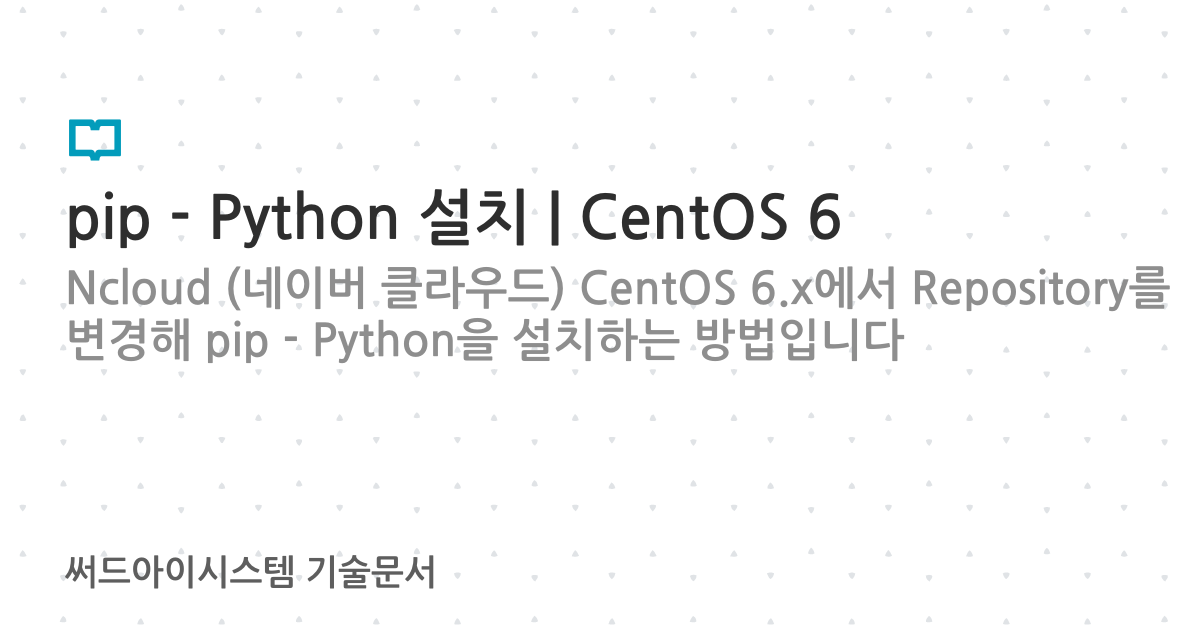 pip - Python 설치 | CentOS 6
Ncloud (네이버 클라우드) CentOS 6.x에서 Repository를
변경해 pip - Python을 설치하는 방법입니다
써드아이시스템 기술문서